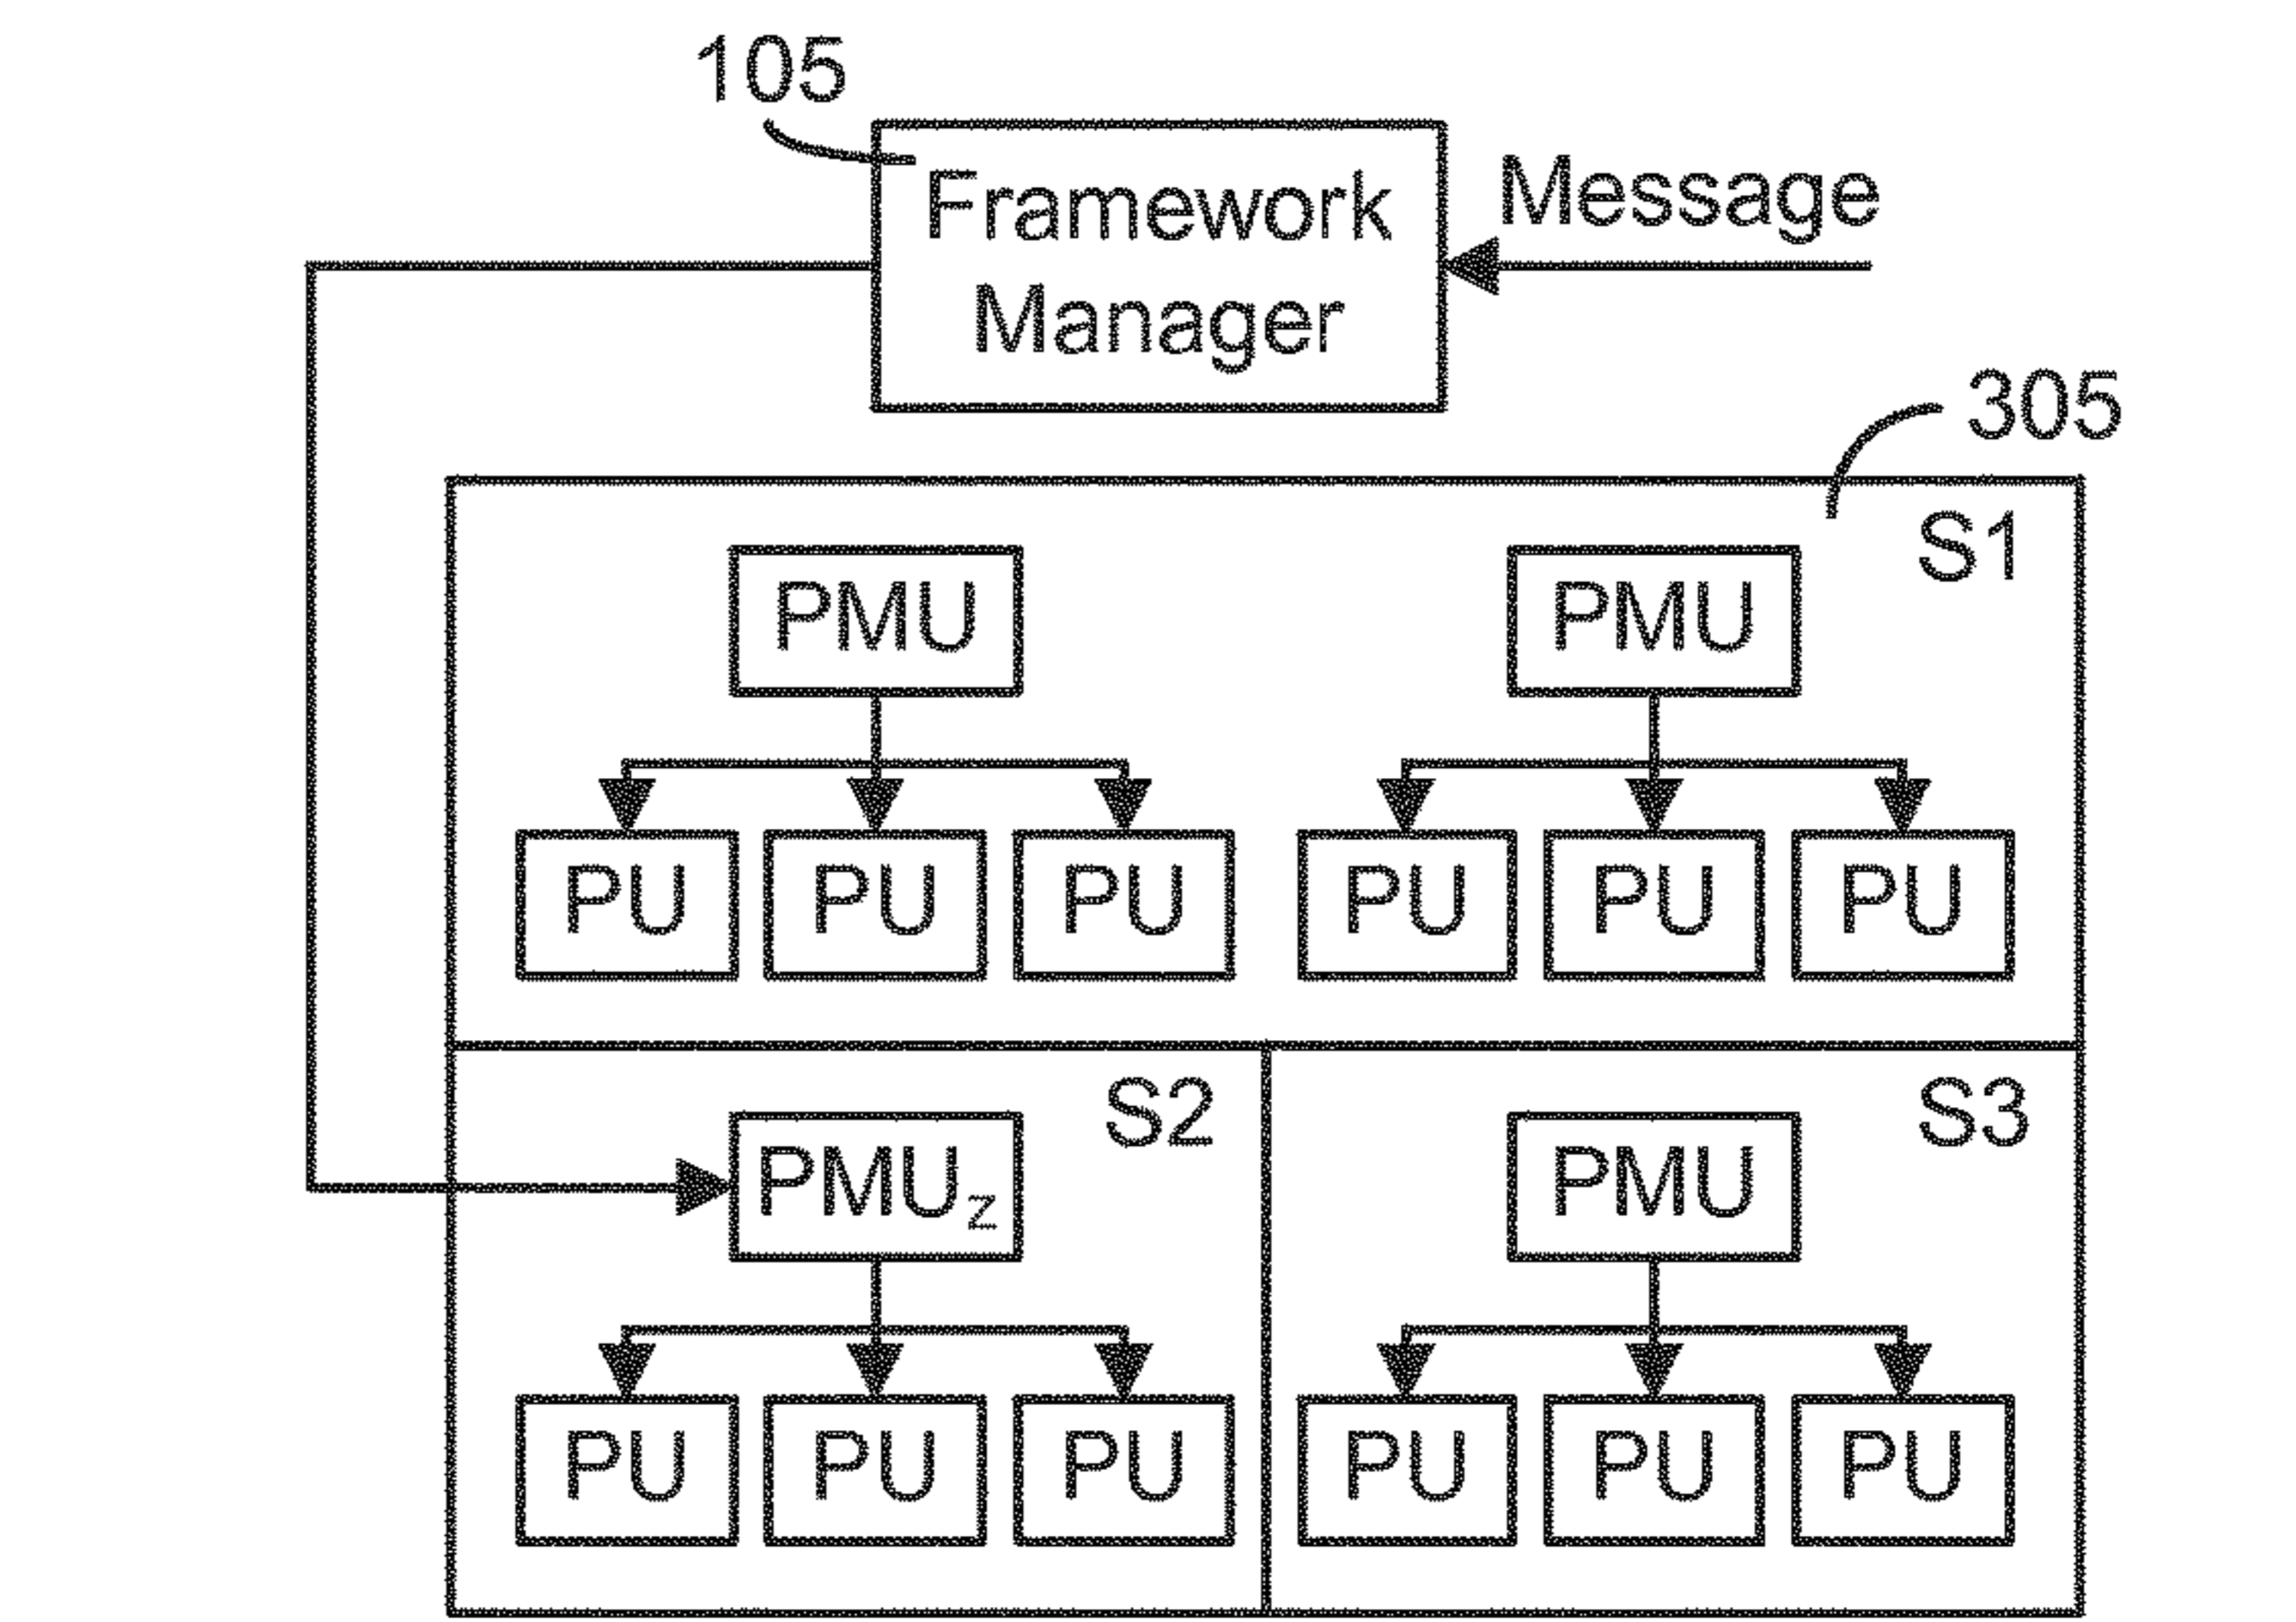 105
Framework
Manager
Message
305
S1
PMU PMU
PU PU PU PU PU PU
S2 S3
PMUz PMU
PU PU PU PU PU PU